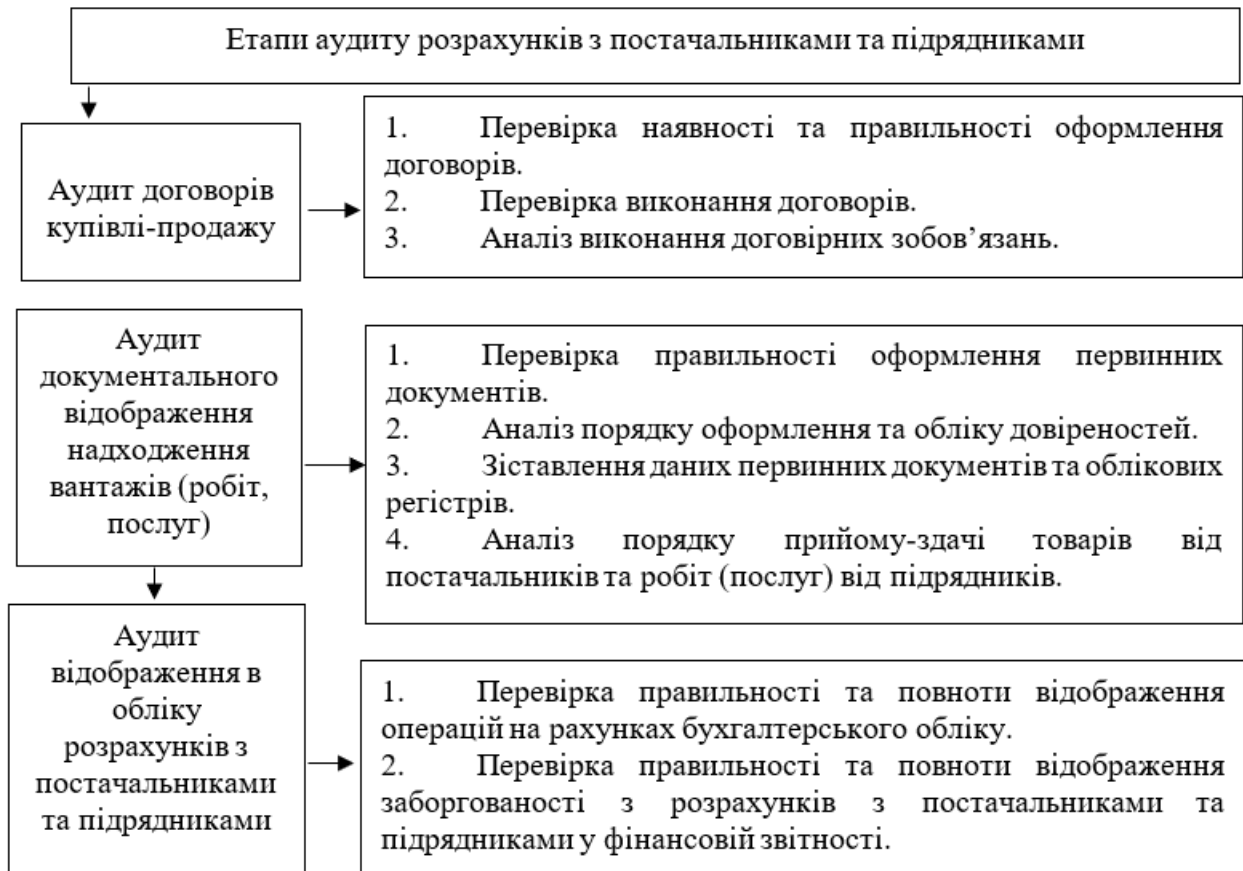 Етапи аудиту розрахунків з постачальниками та підрядниками
Аудит договорів
купівлі-продажу
1. Перевірка наявності та правильності оформлення
договорів.
2. Перевірка виконання договорів.
3. Аналіз виконання договірних зобов’язань.
Аудит
документального
відображення
надходження
вантажів (робіт,
послуг)
1. Перевірка правильності оформлення первинних
документів.
2. Аналіз порядку оформлення та обліку довіреностей.
3. Зіставлення даних первинних документів та облікових
регістрів.
4. Аналіз порядку прийому-здачі товарів від
постачальників та робіт (послуг) від підрядників.
Аудит
відображення в
обліку
розрахунків з
постачальниками
та підрядниками
1. Перевірка правильності та повноти відображення
операцій на рахунках бухгалтерського обліку.
2. Перевірка правильності та повноти відображення
заборгованості з розрахунків з постачальниками та
підрядниками у фінансовій звітності.